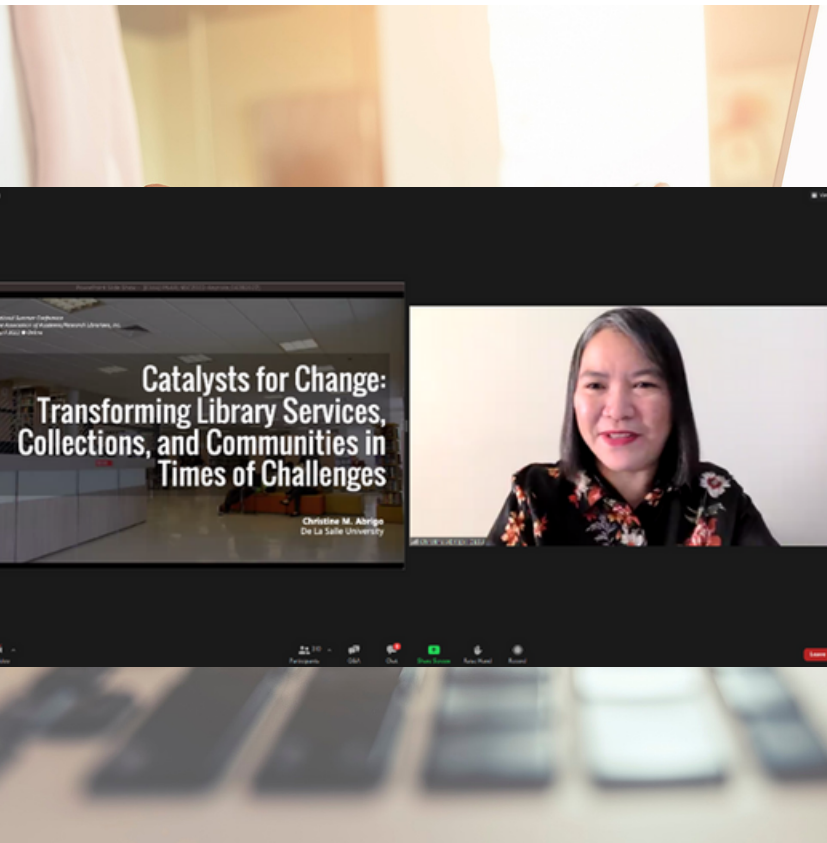 Catalysts for Change:
Transforming Library Services,
Collections, and Communities in
Times of Challenges
Christine M. Abrigo
De La Salle University
Participants
Q&A
Chat
Share Screen
Raise Hand
Record
Leave